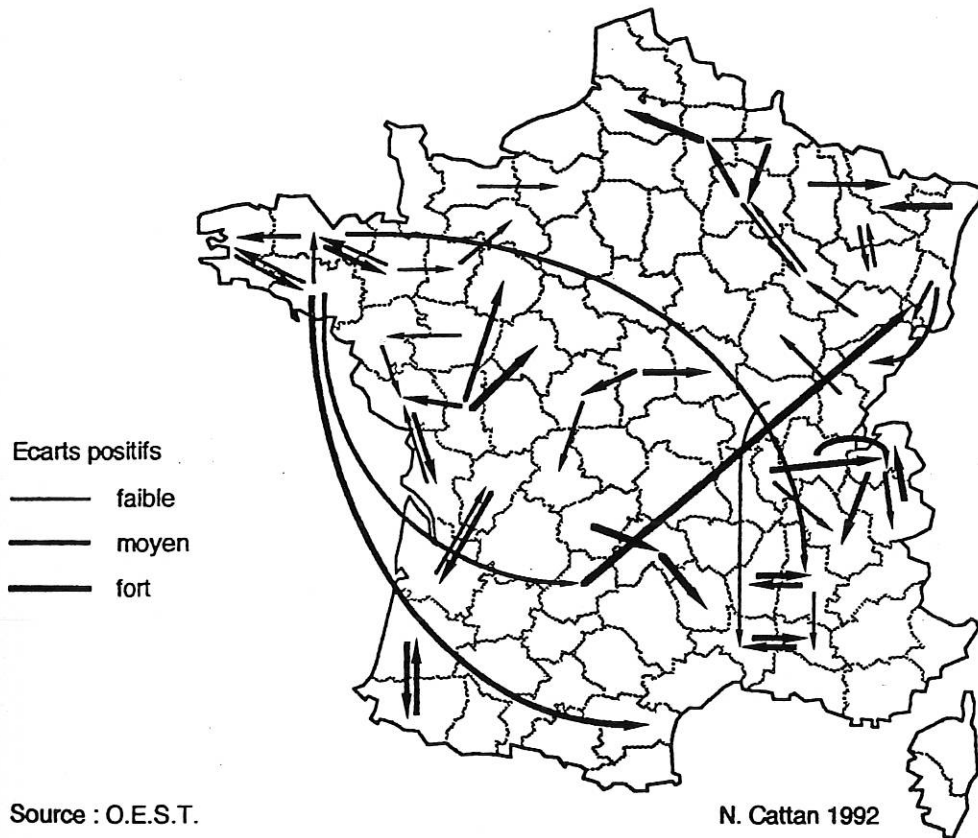 Ecarts positifs
faible
moyen
fort
Source : O.E.S.T.
N. Cattan 1992